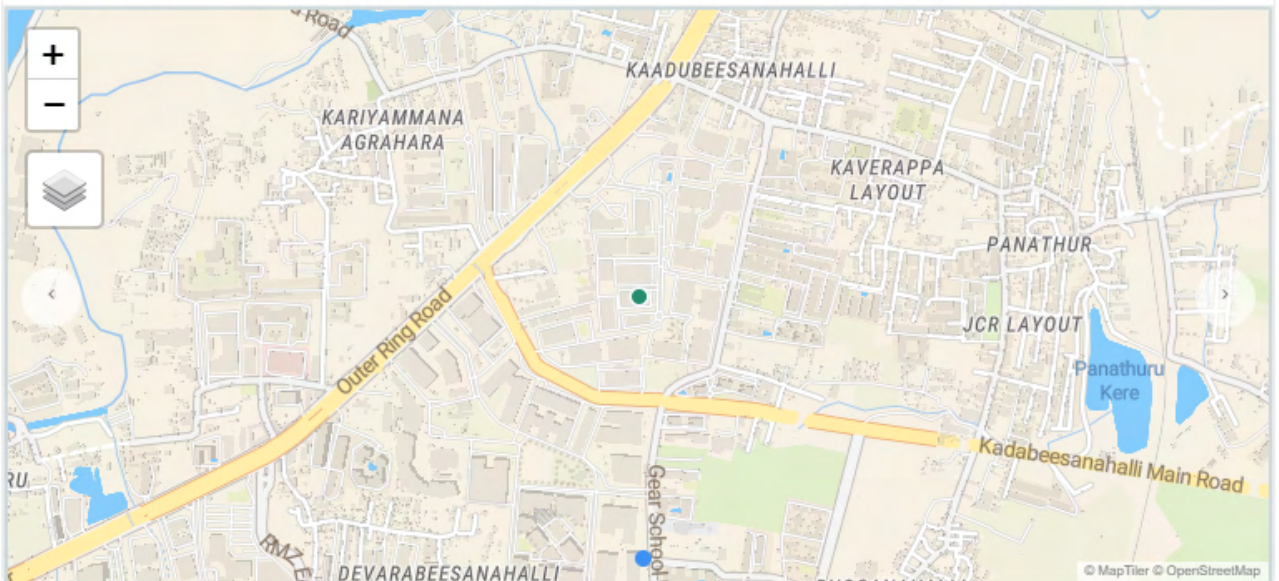 Road
+
−
KAADUBEESANAHALLI
KARIYAMMANA
AGRAHARA
KAVERAPPA
LAYOUT
PANATHUR
‹
›
Outer Ring Road
JCR LAYOUT
Panathuru
Kere
Kadabeesanahalli Main Road
RU
Gear School
RMZ E
DEVARABEESANAHALLI
© MapTiler © OpenStreetMap